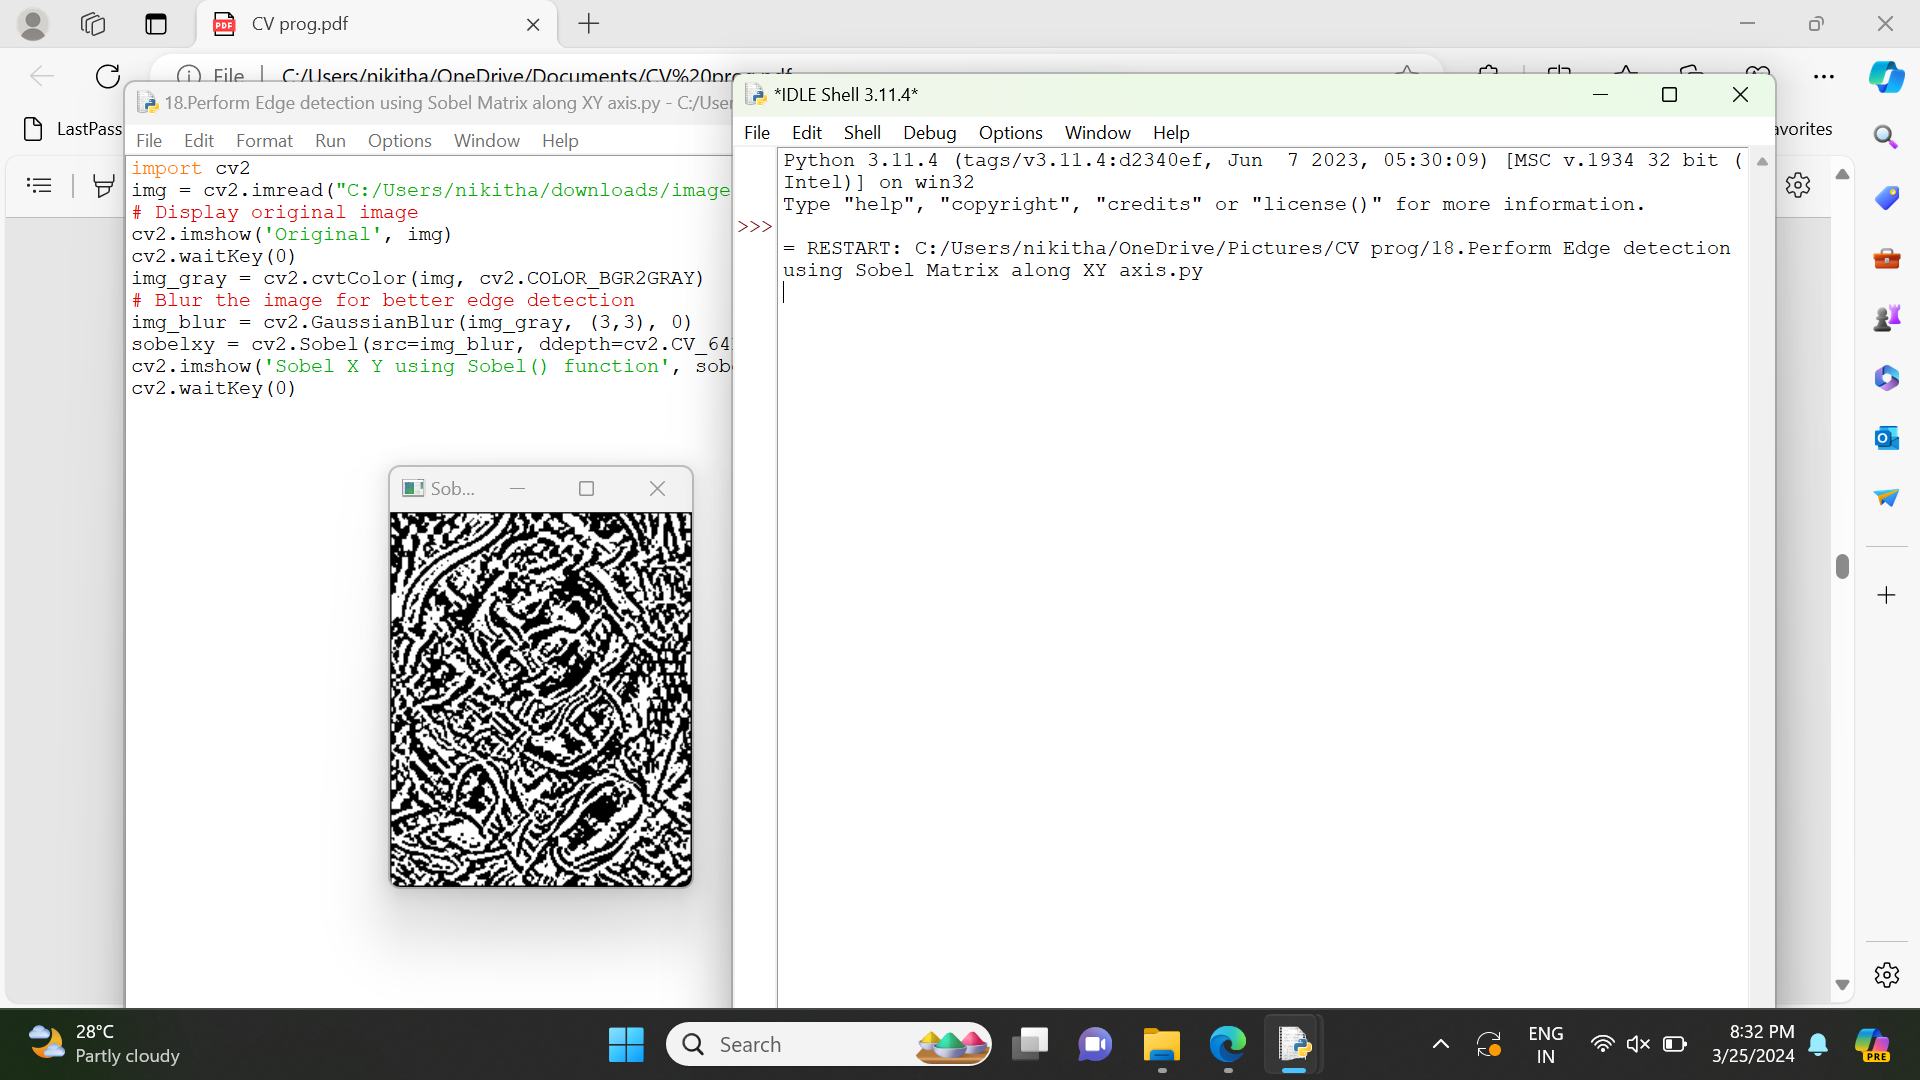 CV prog.pdf
File C:/Users/nikitha/OneDrive/Documents/CV%20prog.pdf
LastPass
avorites
18.Perform Edge detection using Sobel Matrix along XY axis.py - C:/User
File Edit Format Run Options Window Help
import cv2
img = cv2.imread("C:/Users/nikitha/downloads/image
# Display original image
cv2.imshow('Original', img)
cv2.waitKey(0)
img_gray = cv2.cvtColor(img, cv2.COLOR_BGR2GRAY)
# Blur the image for better edge detection
img_blur = cv2.GaussianBlur(img_gray, (3,3), 0)
sobelxy = cv2.Sobel(src=img_blur, ddepth=cv2.CV_64
cv2.imshow('Sobel X Y using Sobel() function', sob
cv2.waitKey(0)
Sob...
*IDLE Shell 3.11.4*
File Edit Shell Debug Options Window Help
Python 3.11.4 (tags/v3.11.4:d2340ef, Jun  7 2023, 05:30:09) [MSC v.1934 32 bit (
Intel)] on win32
Type "help", "copyright", "credits" or "license()" for more information.
>>>
= RESTART: C:/Users/nikitha/OneDrive/Pictures/CV prog/18.Perform Edge detection
using Sobel Matrix along XY axis.py
28°C
Partly cloudy
Search
ENG
IN
8:32 PM
3/25/2024
PRE